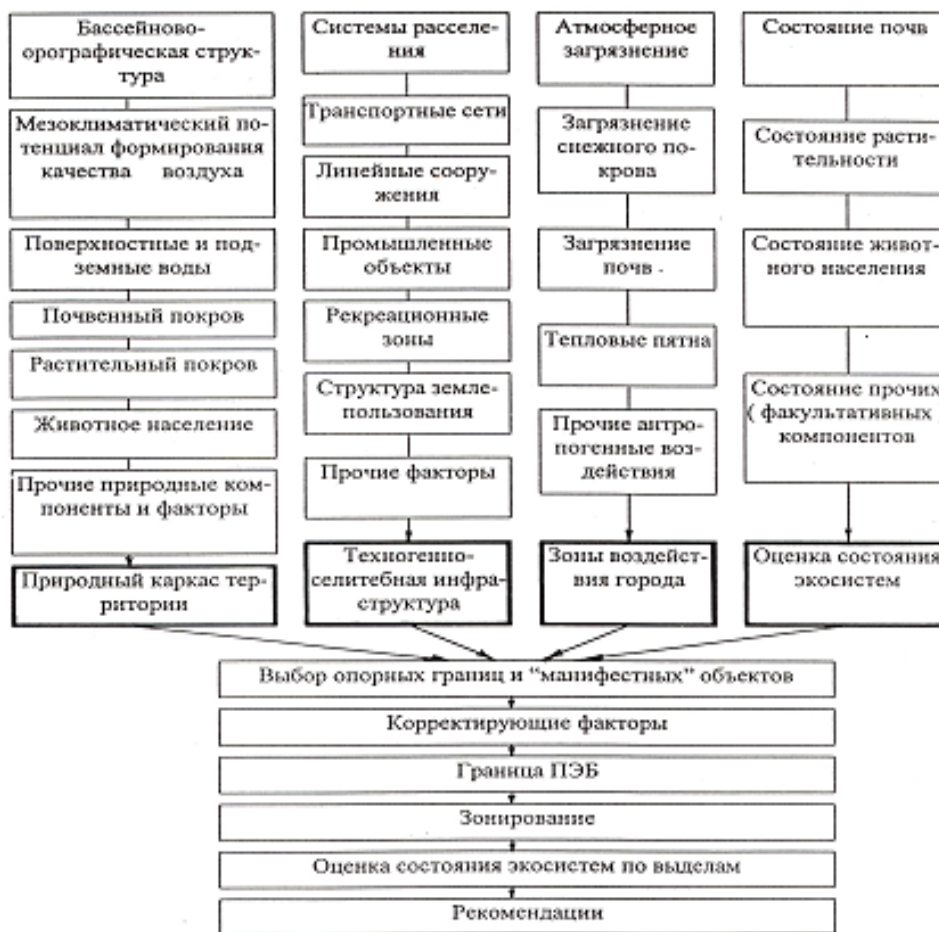 Бассейново-
орографическая струк-
тура
Мезоклиматический по-
тенциал формирования
качества воздуха
Поверхностные и под-
земные воды
Почвенный покров
Растительный покров
Животное население
Прочие природные ком-
поненты и факторы
Природный каркас тер-
ритории
Системы расселе-
ния
Транспортные сети
Линейные соору-
жения
Промышленные
объекты
Рекреационные
зоны
Структура земле-
пользования
Прочие факторы
Техногенно-
селитебная инфра-
структура
Атмосферное
загрязнение
Загрязнение
снежного по-
крова
Загрязнение
почв
Тепловые пятна
Прочие антро-
погенные воз-
действия
Зоны воздейст-
вия города
Состояние почв
Состояние расти-
тельности
Состояние живот-
ного населения
Состояние прочих
( факультативных
компонентов
Оценка состояния
экосистем
Выбор опорных границ и “манифестных” объектов
Корректирующие факторы
Граница ПЭБ
Зонирование
Оценка состояния экосистем по выделам
Рекомендации